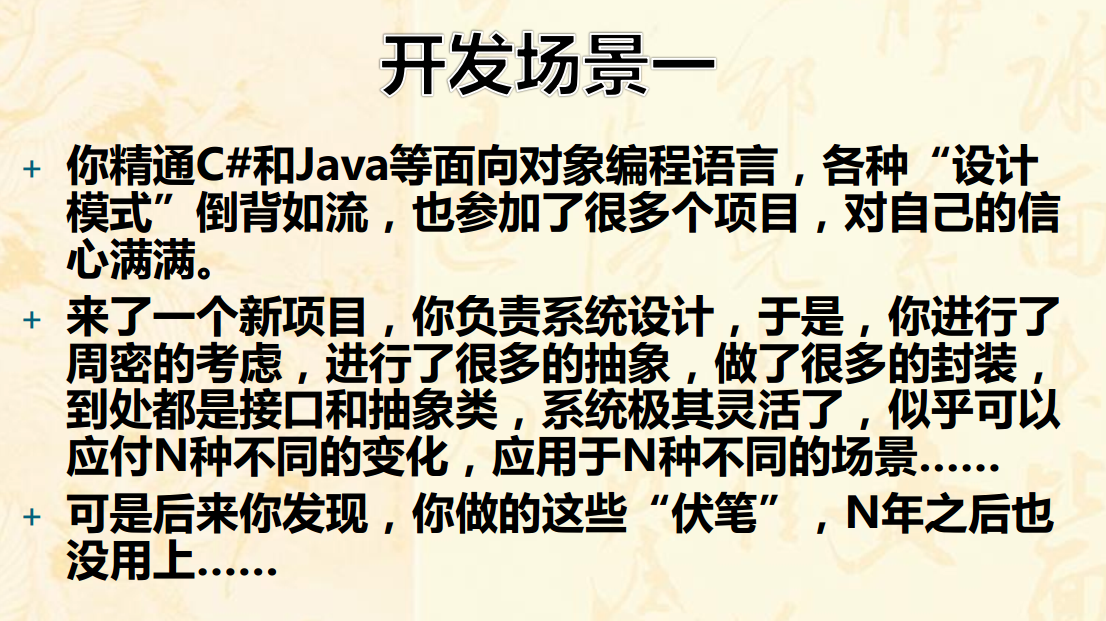 开发场景一
+ 你精通C#和Java等面向对象编程语言，各种“设计
模式”倒背如流，也参加了很多个项目，对自己的信
心满满。
+ 来了一个新项目，你负责系统设计，于是，你进行了
周密的考虑，进行了很多的抽象，做了很多的封装，
到处都是接口和抽象类，系统极其灵活了，似乎可以
应付N种不同的变化，应用于N种不同的场景……
+ 可是后来你发现，你做的这些“伏笔”，N年之后也
没用上……